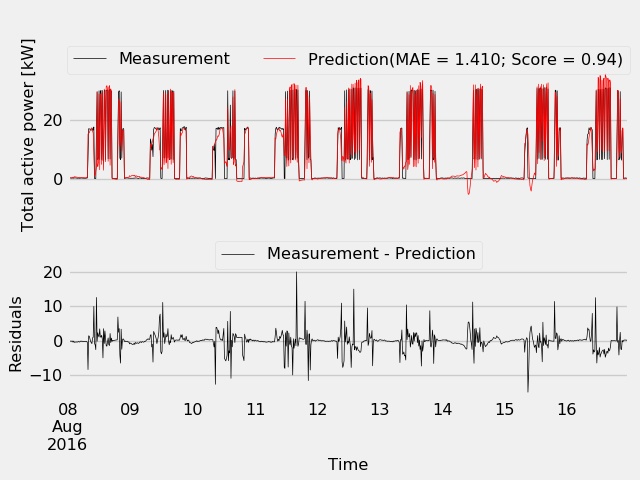 Measurement
Prediction(MAE = 1.410; Score = 0.94)
Total active power [kW]
20
0
Measurement - Prediction
Residuals
20
10
0
−10
08 09 10 11 12 13 14 15 16
Aug
2016
Time